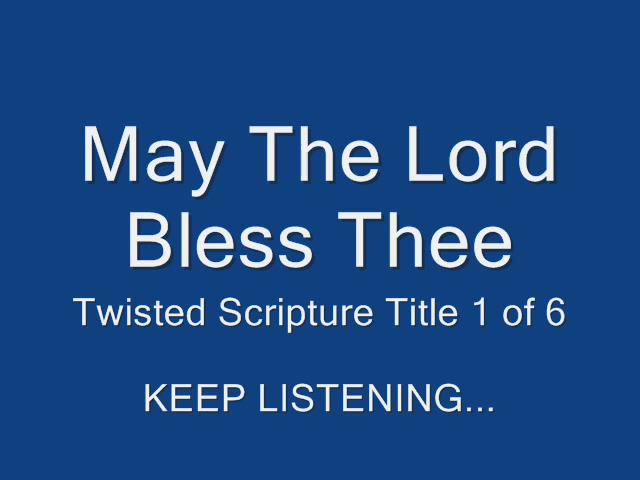 May The Lord
Bless Thee
Twisted Scripture Title 1 of 6
KEEP LISTENING...